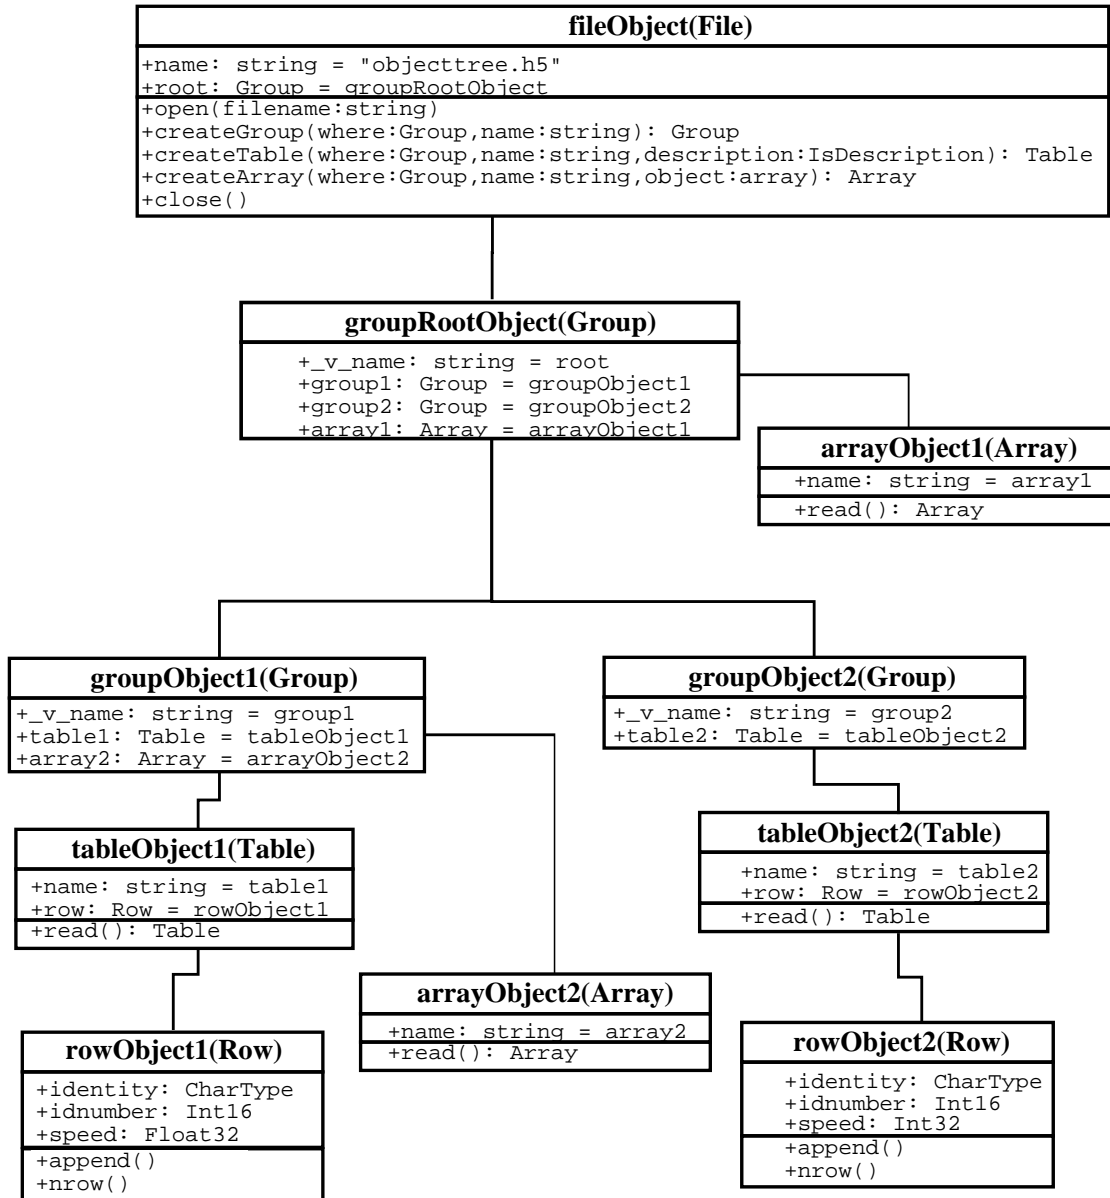 fileObject(File)
+name: string = "objecttree.h5"
+root: Group = groupRootObject
+open(filename:string)
+createGroup(where:Group,name:string): Group
+createTable(where:Group,name:string,description:IsDescription): Table
+createArray(where:Group,name:string,object:array): Array
+close()
groupRootObject(Group)
+_v_name: string = root
+group1: Group = groupObject1
+group2: Group = groupObject2
+array1: Array = arrayObject1
arrayObject1(Array)
+name: string = array1
+read(): Array
groupObject1(Group)
+_v_name: string = group1
+table1: Table = tableObject1
+array2: Array = arrayObject2
groupObject2(Group)
+_v_name: string = group2
+table2: Table = tableObject2
tableObject1(Table)
+name: string = table1
+row: Row = rowObject1
+read(): Table
tableObject2(Table)
+name: string = table2
+row: Row = rowObject2
+read(): Table
arrayObject2(Array)
+name: string = array2
+read(): Array
rowObject1(Row)
+identity: CharType
+idnumber: Int16
+speed: Float32
+append()
+nrow()
rowObject2(Row)
+identity: CharType
+idnumber: Int16
+speed: Int32
+append()
+nrow()